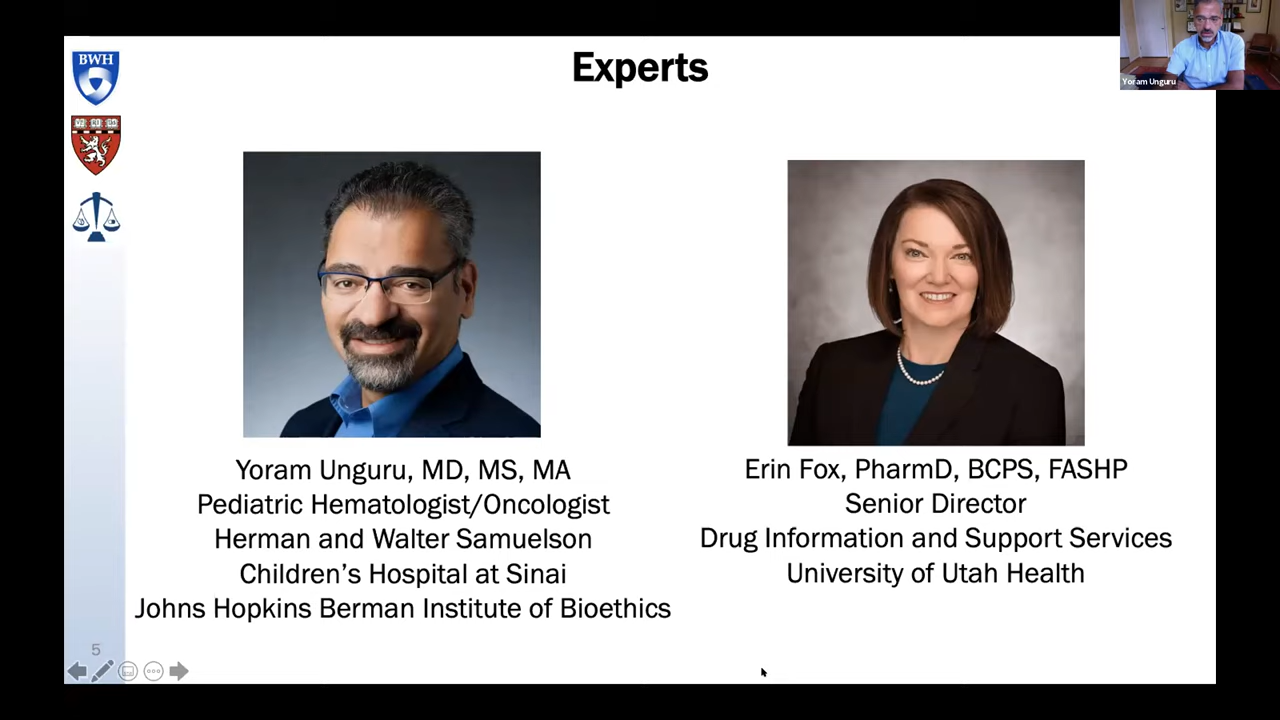 BWH
Experts
Yoram Unguru
Yoram Unguru, MD, MS, MA
Pediatric Hematologist/Oncologist
Herman and Walter Samuelson
Children's Hospital at Sinai
Johns Hopkins Berman Institute of Bioethics
Erin Fox, PharmD, BCPS, FASHP
Senior Director
Drug Information and Support Services
University of Utah Health
5